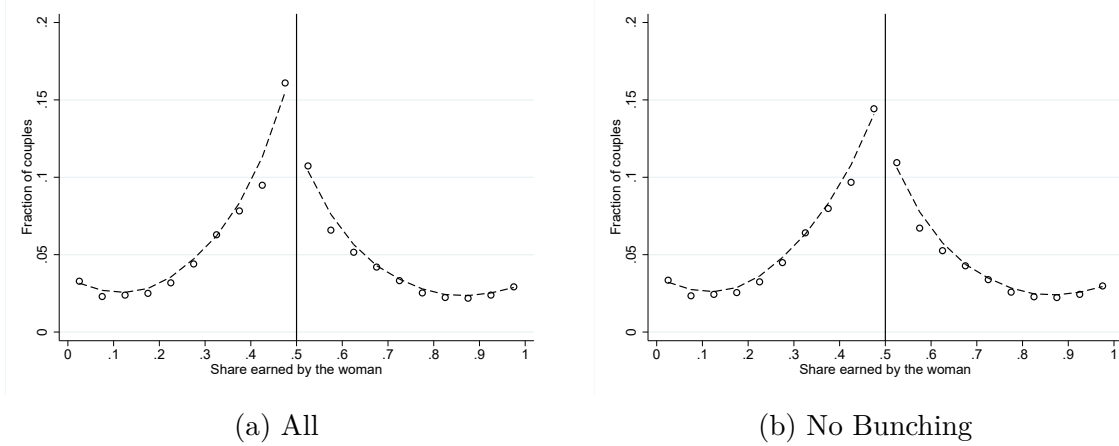 .2
.15
.1
.05
0
Fraction of couples
0 .1 .2 .3 .4 .5 .6 .7 .8 .9 1
Share earned by the woman
(a) All
.2
.15
.1
.05
0
Fraction of couples
0 .1 .2 .3 .4 .5 .6 .7 .8 .9 1
Share earned by the woman
(b) No Bunching